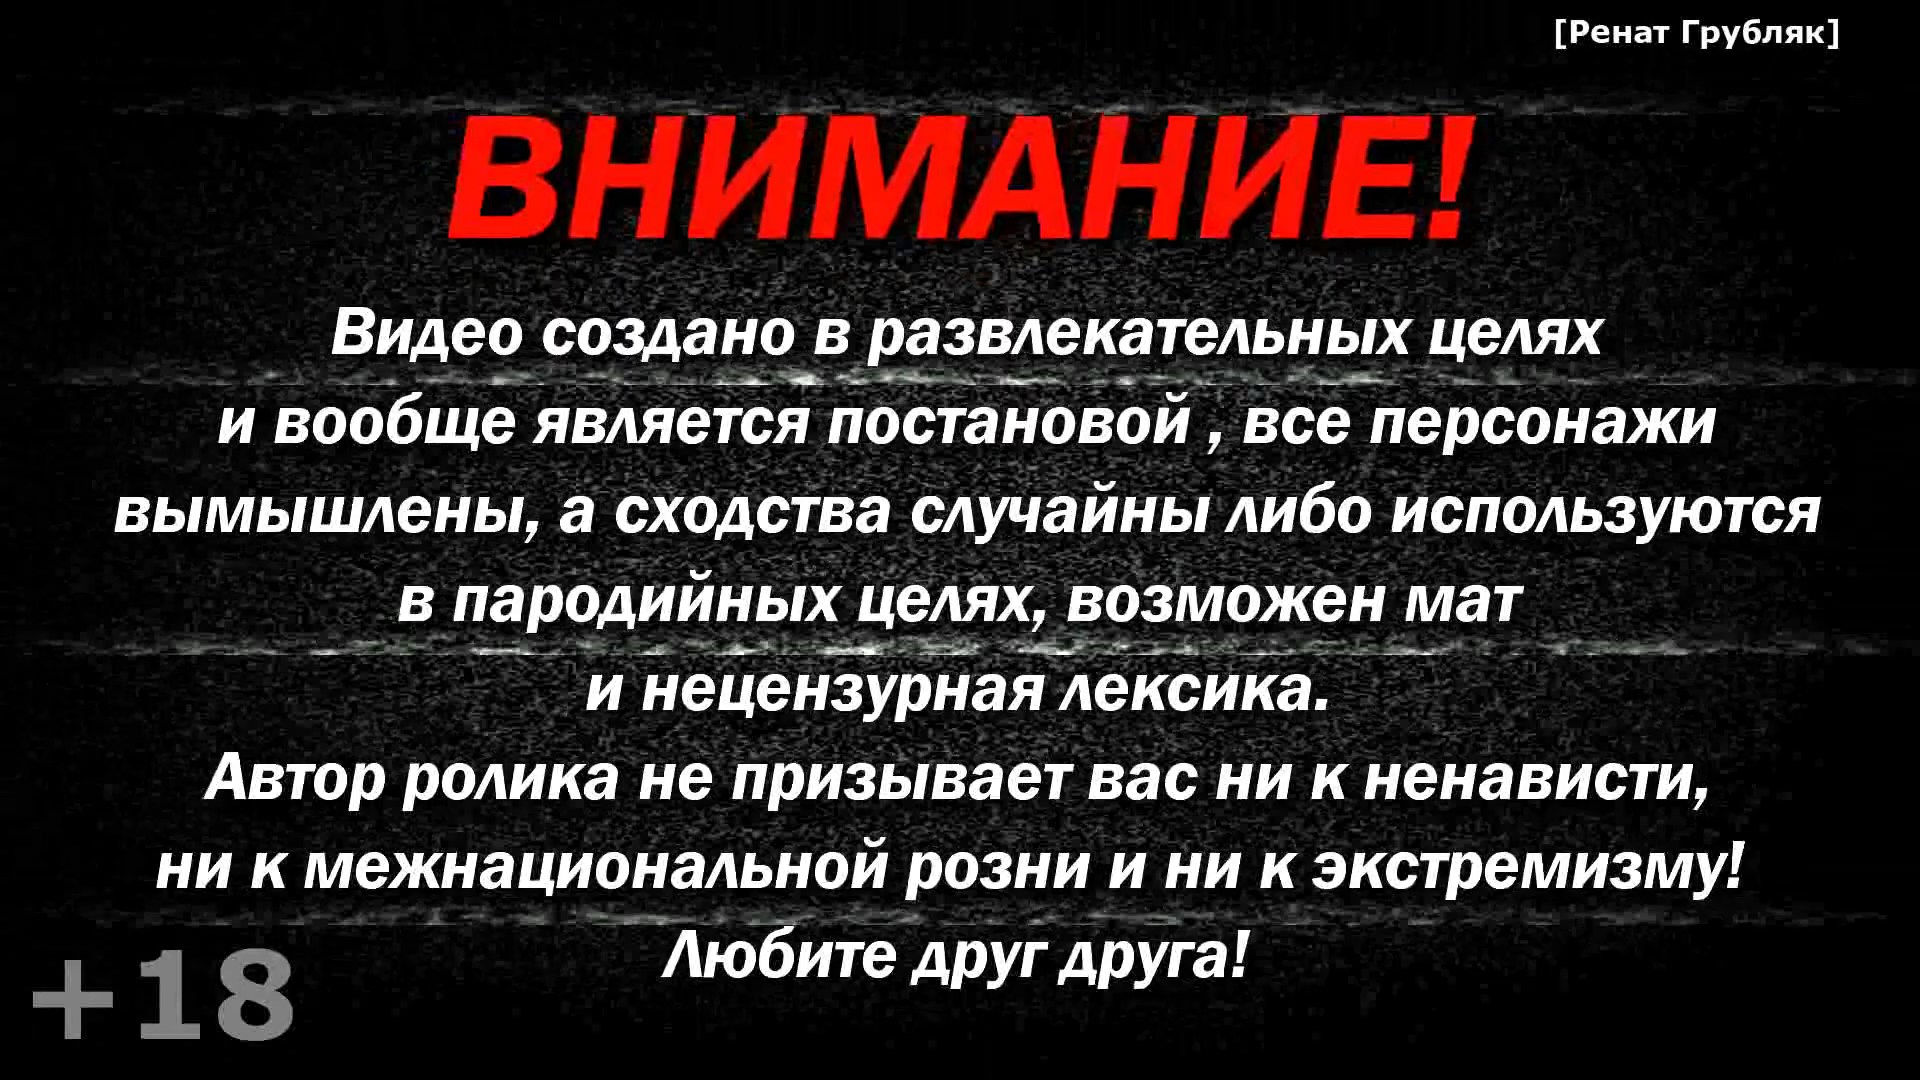 [Ренат Грубляк]
ВНИМАНИЕ!
Видео создано в развлекательных целях
и вообще является постановой , все персонажи
вымышлены, а сходства случайны либо используются
в пародийных целях, возможен мат
и нецензурная лексика.
Автор ролика не призывает вас ни к ненависти,
ни к межнациональной розни и ни к экстремизму!
Любите друг друга!
+18